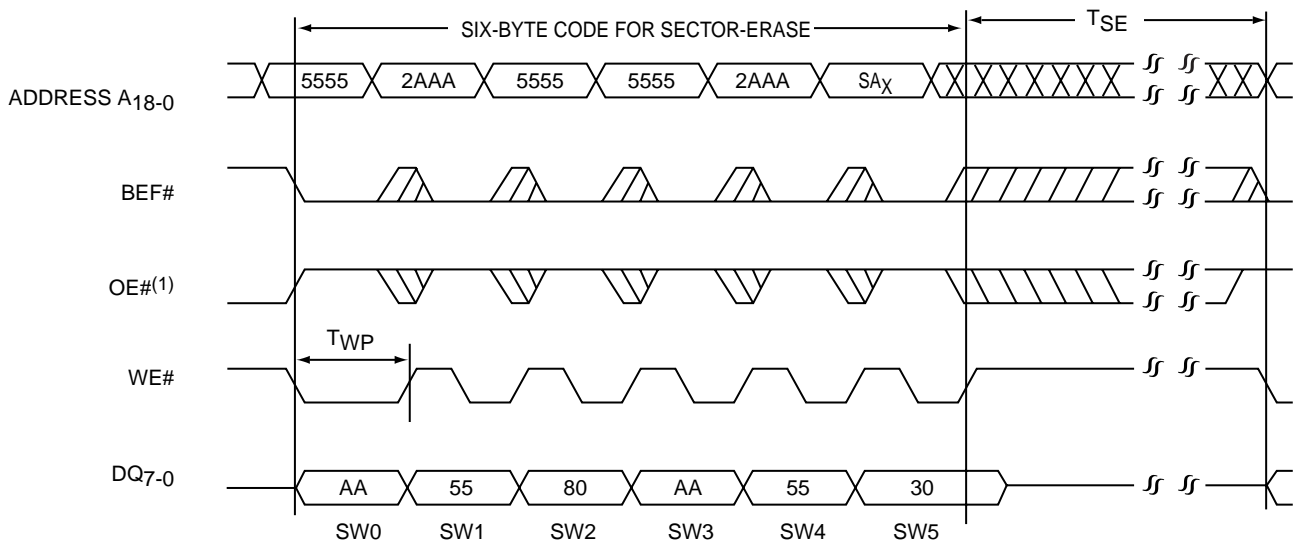 SIX-BYTE CODE FOR SECTOR-ERASE
TSE
ADDRESS A18-0
5555 2AAA 5555 5555 2AAA SAX
BEF#
OE#(1)
TWP
WE#
DQ7-0
AA 55 80 AA 55 30
SW0 SW1 SW2 SW3 SW4 SW5